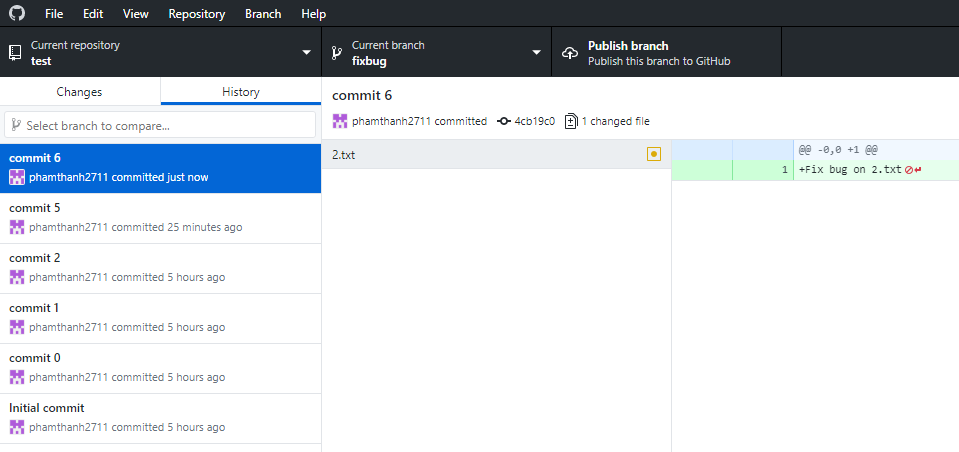 File Edit View Repository Branch Help
Current repository
test
Current branch
fixbug
Publish branch
Publish this branch to GitHub
Changes
History
Select branch to compare...
commit 6
phamthanh2711 committed just now
commit 5
phamthanh2711 committed 25 minutes ago
commit 2
phamthanh2711 committed 5 hours ago
commit 1
phamthanh2711 committed 5 hours ago
commit 0
phamthanh2711 committed 5 hours ago
Initial commit
phamthanh2711 committed 5 hours ago
commit 6
phamthanh2711 committed 4cb19c0 1 changed file
2.txt
@@ -0,0 +1 @@
1 +Fix bug on 2.txt